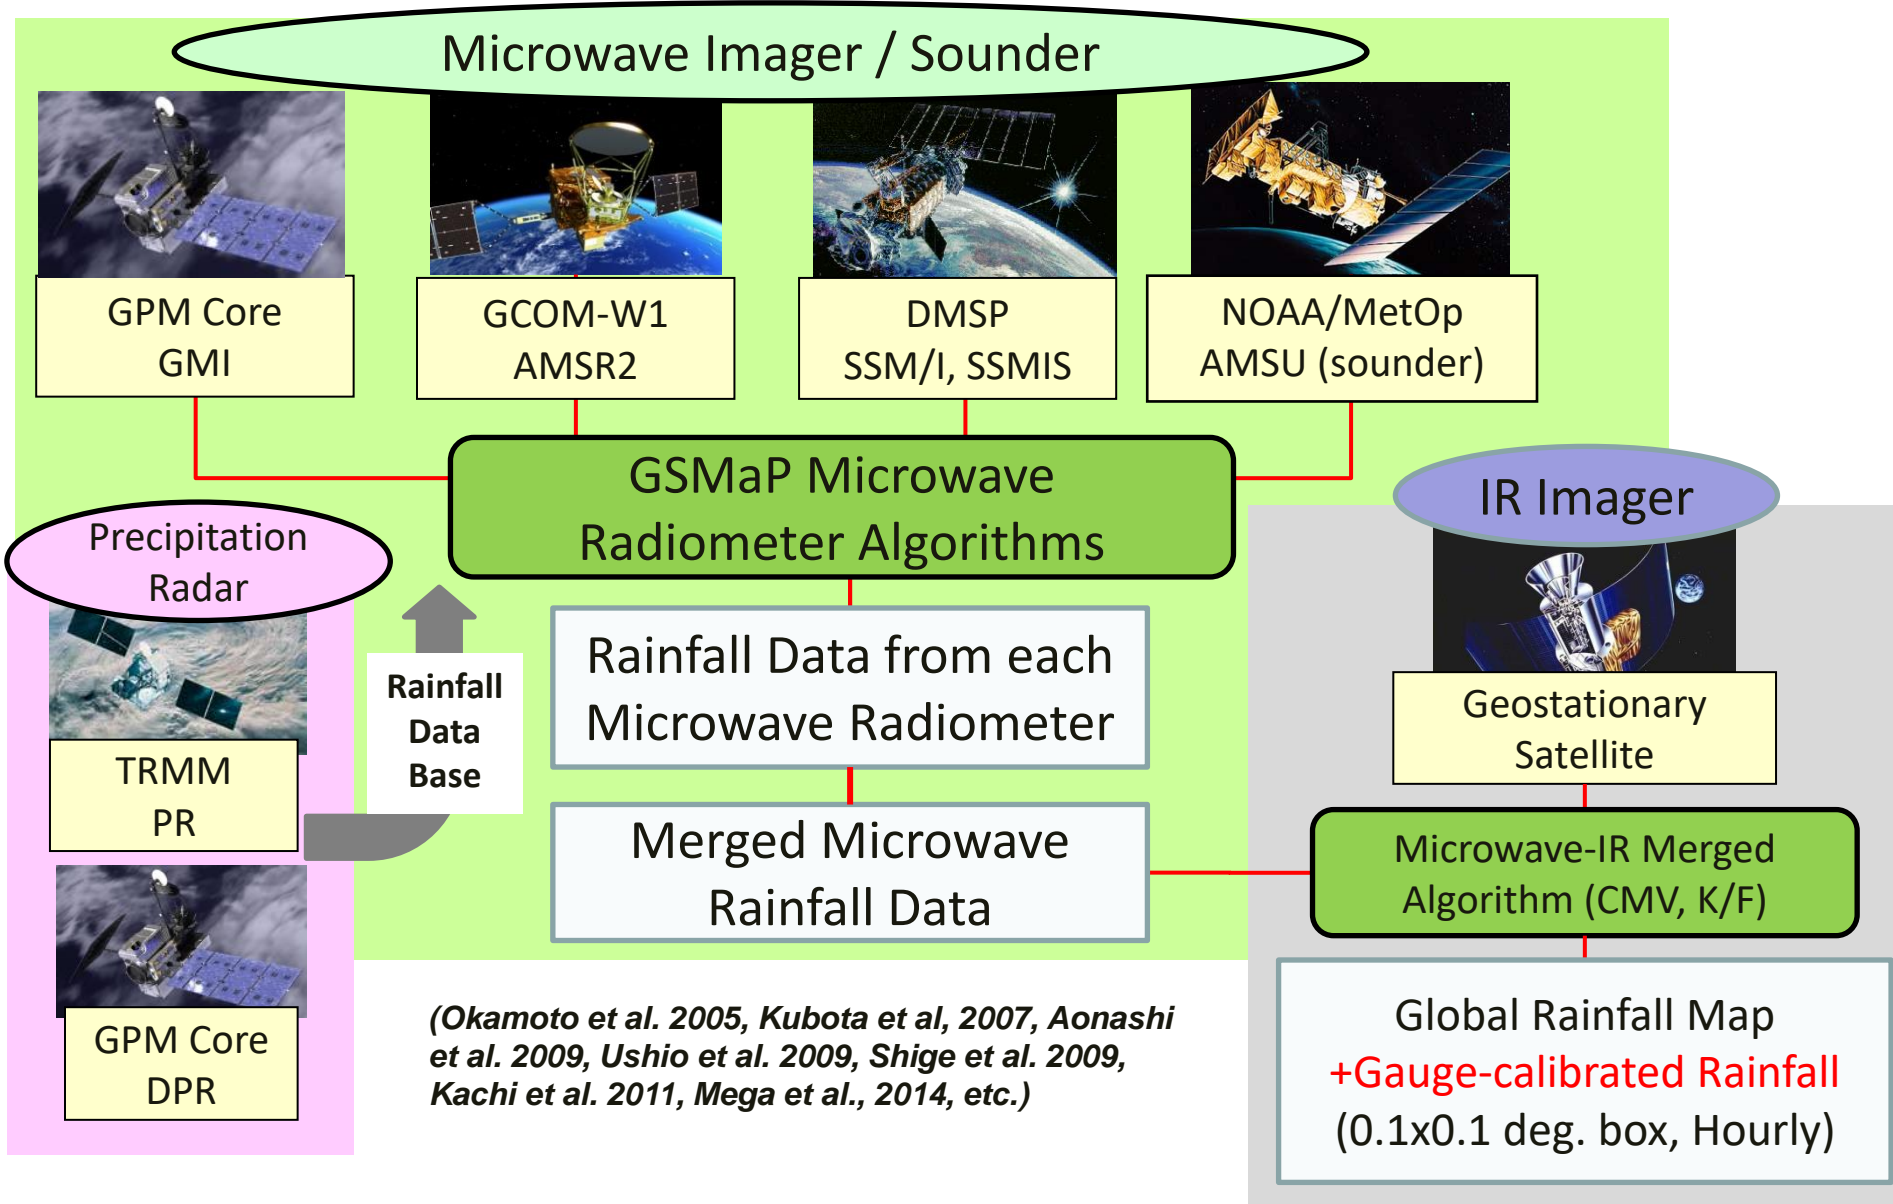 Microwave Imager / Sounder
GPM Core
GMI
GCOM-W1
AMSR2
DMSP
SSM/I, SSMIS
NOAA/MetOp
AMSU (sounder)
GSMaP Microwave
Radiometer Algorithms
IR Imager
Precipitation
Radar
Rainfall
Data
Base
Rainfall Data from each
Microwave Radiometer
Geostationary
Satellite
TRMM
PR
Merged Microwave
Rainfall Data
Microwave-IR Merged
Algorithm (CMV, K/F)
GPM Core
DPR
(Okamoto et al. 2005, Kubota et al, 2007, Aonashi
et al. 2009, Ushio et al. 2009, Shige et al. 2009,
Kachi et al. 2011, Mega et al., 2014, etc.)
Global Rainfall Map
+Gauge-calibrated Rainfall
(0.1x0.1 deg. box, Hourly)